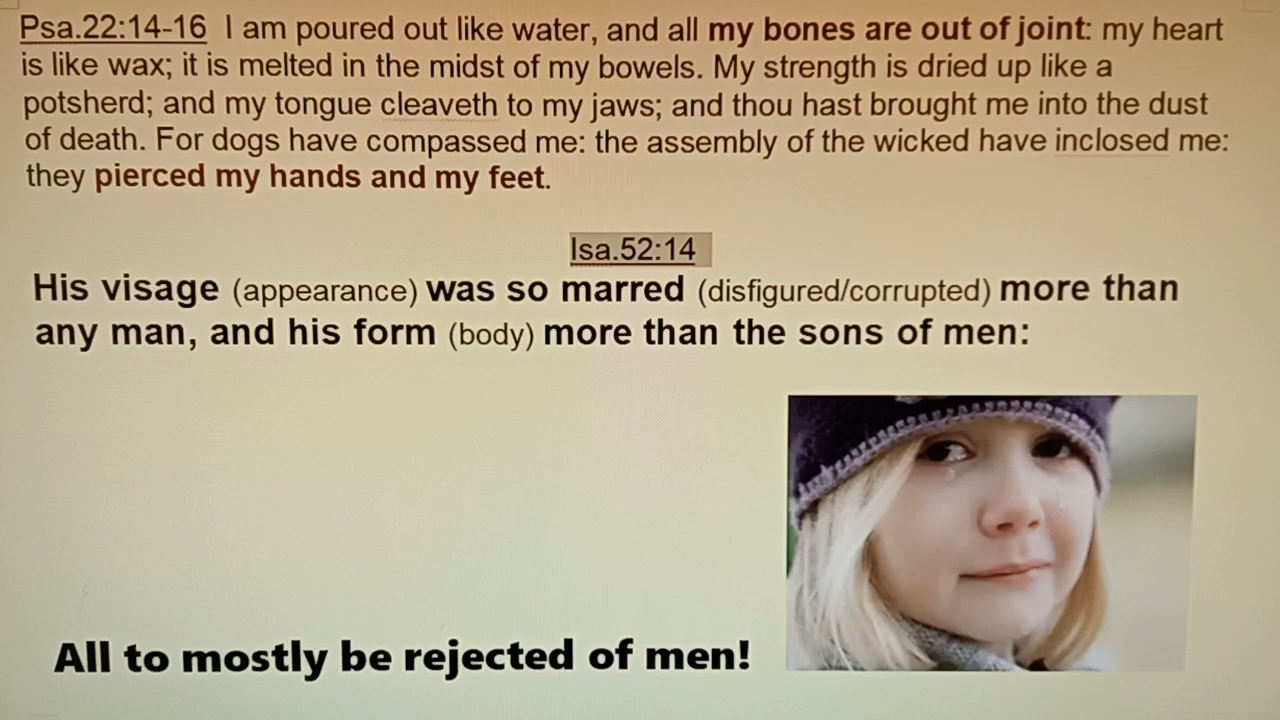 Psa.22:14-16 I am poured out like water, and all my bones are out of joint: my heart
is like wax; it is melted in the midst of my bowels. My strength is dried up like a
potsherd; and my tongue cleaveth to my jaws; and thou hast brought me into the dust
of death. For dogs have compassed me: the assembly of the wicked have inclosed me:
they pierced my hands and my feet.
Isa.52:14
His visage (appearance) was so marred (disfigured/corrupted) more than
any man, and his form (body) more than the sons of men:
All to mostly be rejected of men!